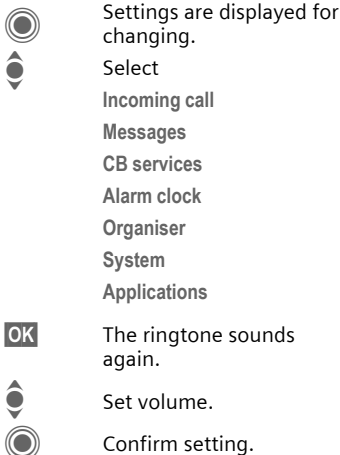 Settings are displayed for
changing.
Select
Incoming call
Messages
CB services
Alarm clock
Organiser
System
Applications
OK The ringtone sounds
again.
Set volume.
Confirm setting.